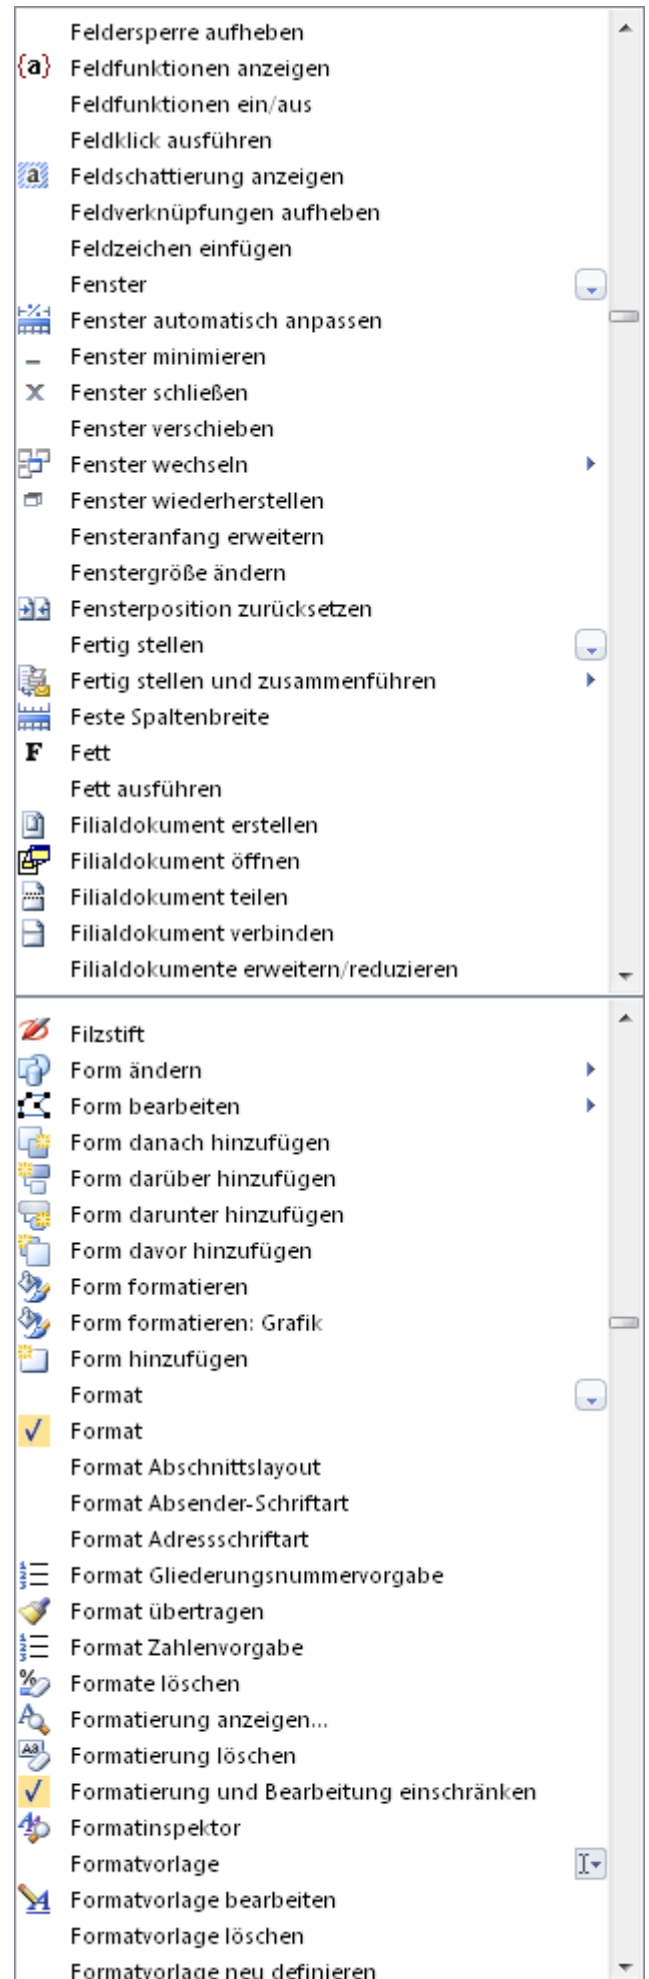 Feldersperre aufheben
{a} Feldfunktionen anzeigen
Feldfunktionen ein/aus
Feldklick ausführen
a Feldschattierung anzeigen
Feldverknüpfungen aufheben
Feldzeichen einfügen
Fenster
Fenster automatisch anpassen
Fenster minimieren
Fenster schließen
Fenster verschieben
Fenster wechseln
Fenster wiederherstellen
Fensteranfang erweitern
Fenstergröße ändern
Fensterposition zurücksetzen
Fertig stellen
Fertig stellen und zusammenführen
Feste Spaltenbreite
F Fett
Fett ausführen
Filialdokument erstellen
Filialdokument öffnen
Filialdokument teilen
Filialdokument verbinden
Filialdokumente erweitern/reduzieren
Filzstift
Form ändern
Form bearbeiten
Form danach hinzufügen
Form darüber hinzufügen
Form darunter hinzufügen
Form davor hinzufügen
Form formatieren
Form formatieren: Grafik
Form hinzufügen
Format
Format
Format Abschnittslayout
Format Absender-Schriftart
Format Adressschriftart
Format Gliederungsnummervorgabe
Format übertragen
Format Zahlenvorgabe
Formate löschen
Formatierung anzeigen...
Formatierung löschen
Formatierung und Bearbeitung einschränken
Formatinspektor
Formatvorlage
Formatvorlage bearbeiten
Formatvorlage löschen
Formatvorlage neu definieren